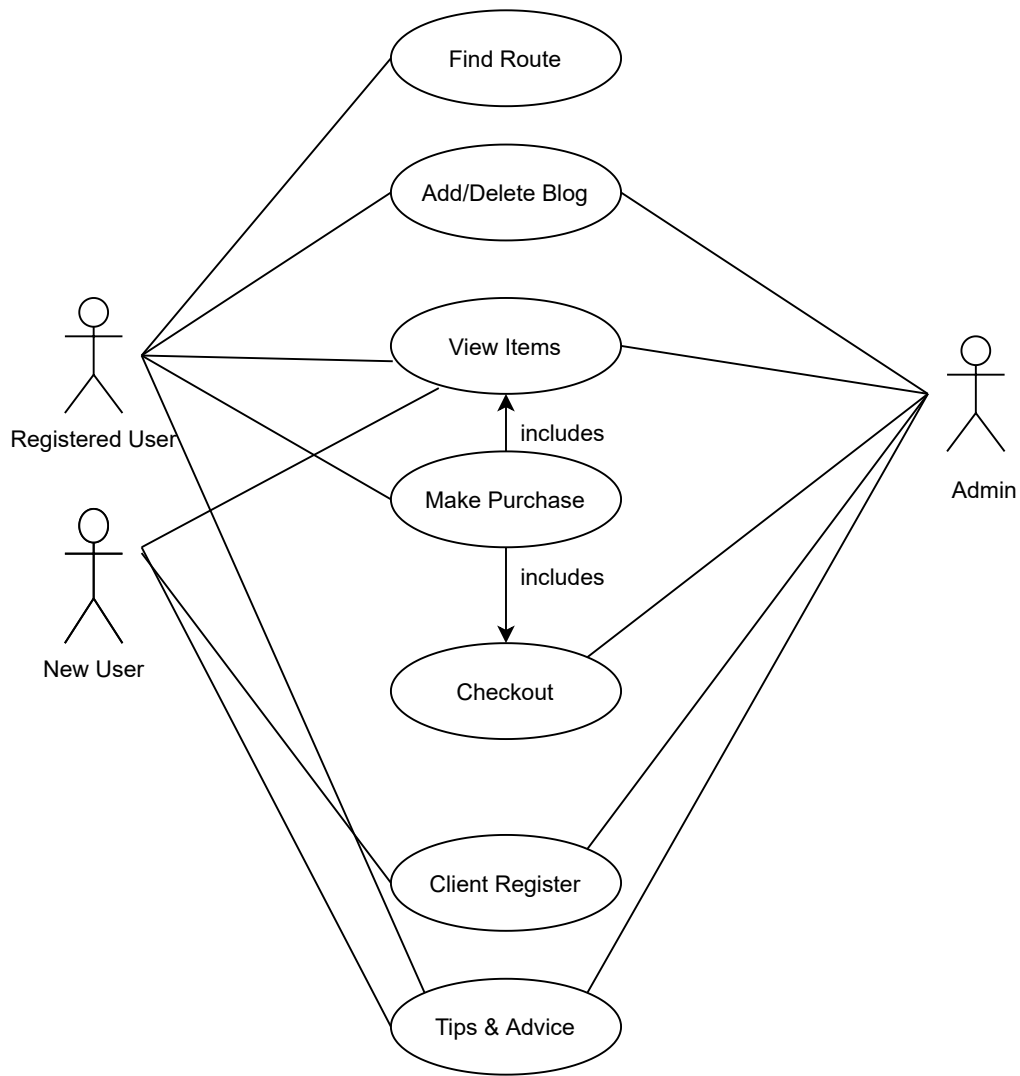 Find Route
Add/Delete Blog
View Items
Registered User
includes
Admin
Make Purchase
includes
New User
Checkout
Client Register
Tips & Advice